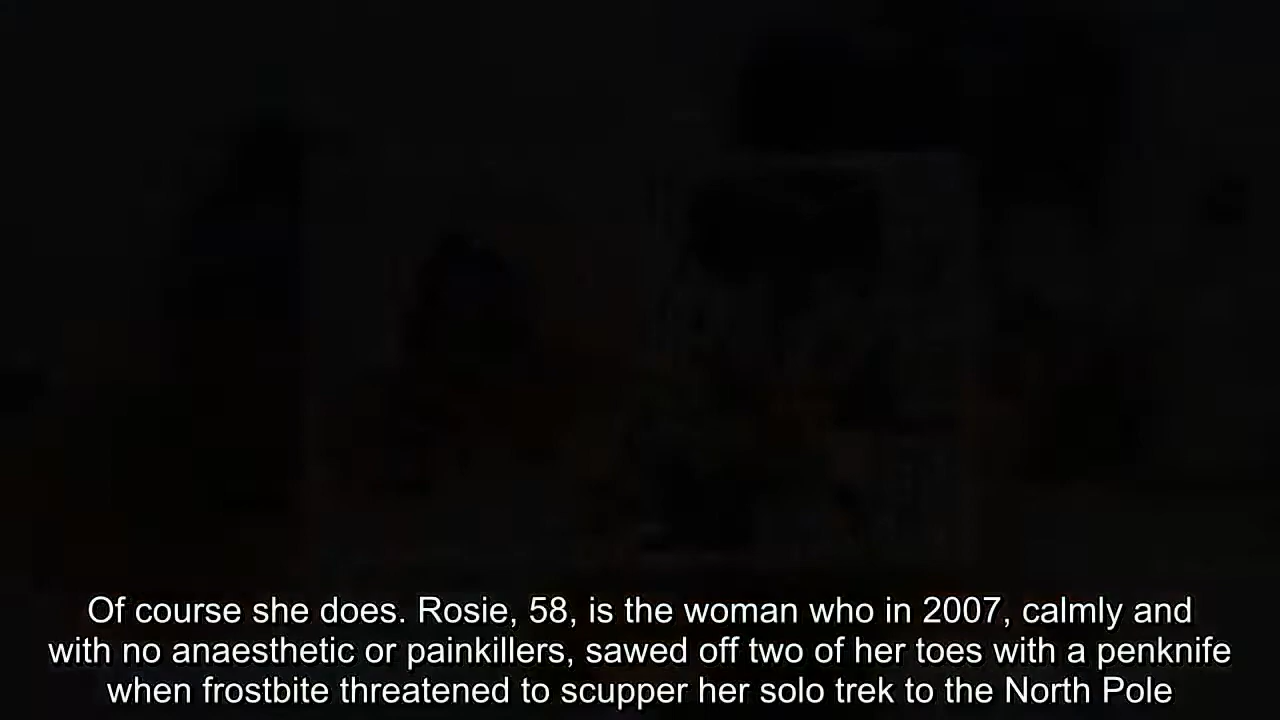 Of course she does. Rosie, 58, is the woman who in 2007, calmly and
with no anaesthetic or painkillers, sawed off two of her toes with a penknife
when frostbite threatened to scupper her solo trek to the North Pole